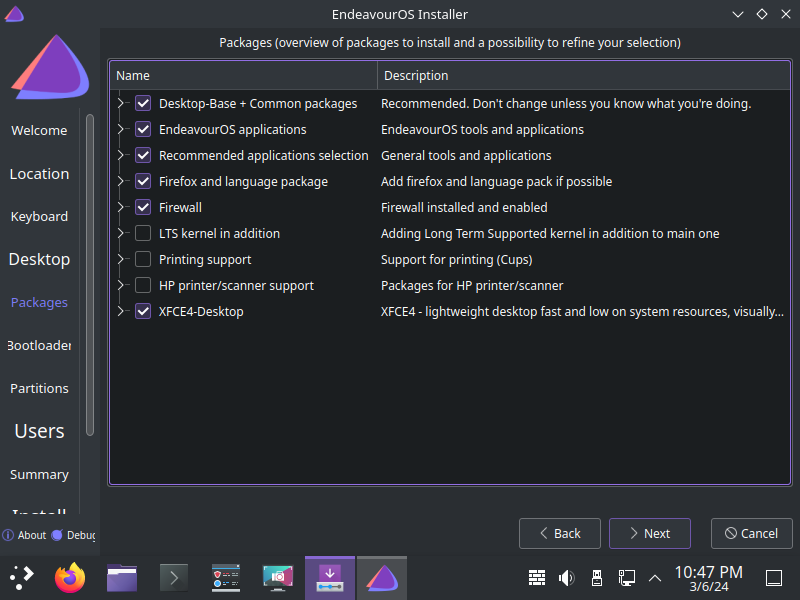 EndeavourOS Installer
Packages (overview of packages to install and a possibility to refine your selection)
Welcome
Location
Keyboard
Desktop
Packages
Bootloader
Partitions
Users
Summary
Install
About Debug
Name Description
Desktop-Base + Common packages Recommended. Don't change unless you know what you're doing.
EndeavourOS applications EndeavourOS tools and applications
Recommended applications selection General tools and applications
Firefox and language package Add firefox and language pack if possible
Firewall Firewall installed and enabled
LTS kernel in addition Adding Long Term Supported kernel in addition to main one
Printing support Support for printing (Cups)
HP printer/scanner support Packages for HP printer/scanner
XFCE4-Desktop XFCE4 - lightweight desktop fast and low on system resources, visually...
Back Next Cancel
10:47 PM
3/6/24